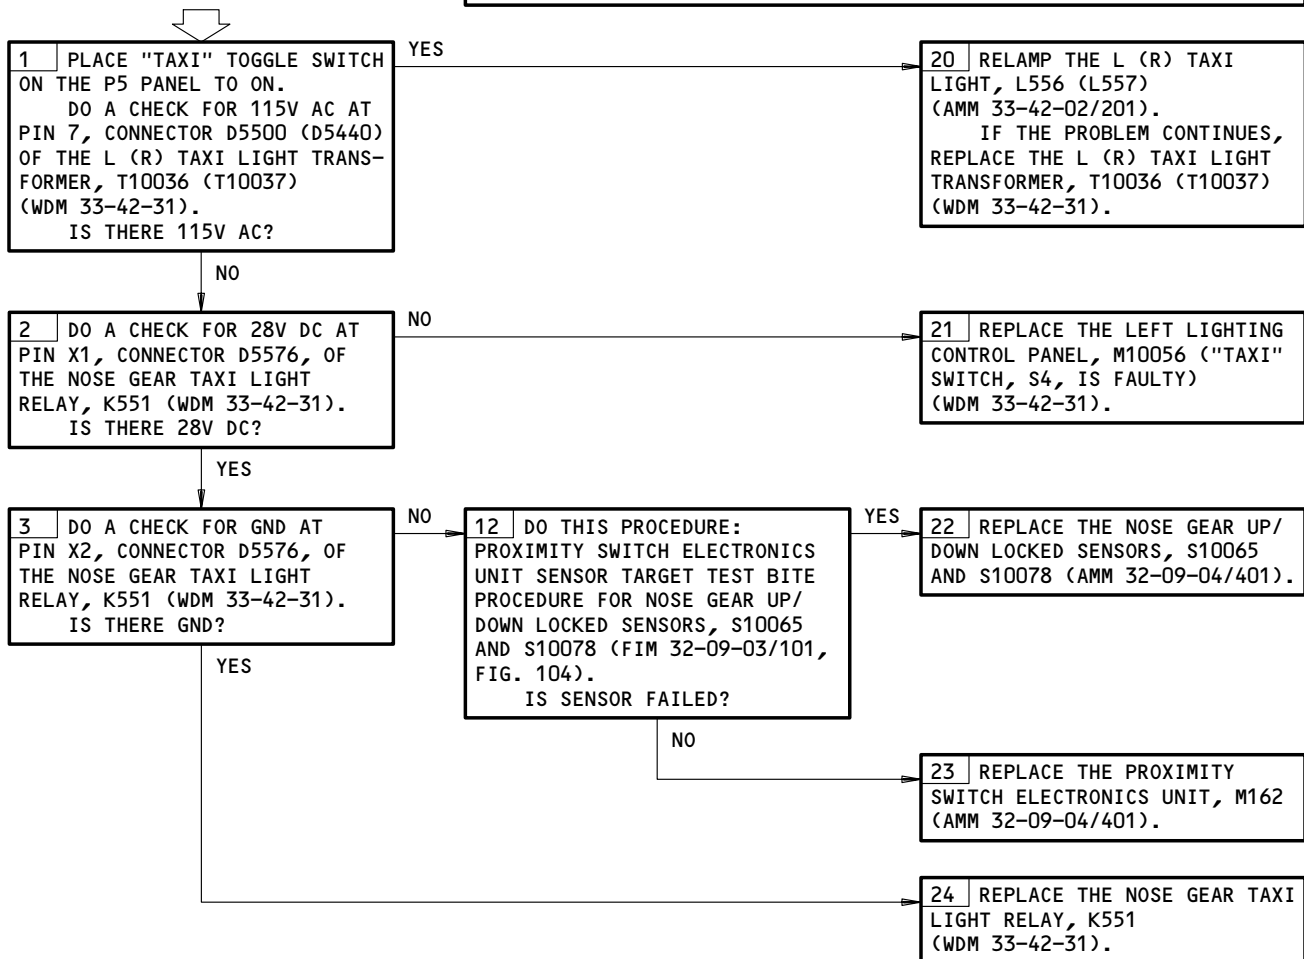 1 PLACE "TAXI" TOGGLE SWITCH
ON THE P5 PANEL TO ON.
DO A CHECK FOR 115V AC AT
PIN 7, CONNECTOR D5500 (D5440)
OF THE L (R) TAXI LIGHT TRANS-
FORMER, T10036 (T10037)
(WDM 33-42-31).
IS THERE 115V AC?
YES
20 RELAMP THE L (R) TAXI
LIGHT, L556 (L557)
(AMM 33-42-02/201).
IF THE PROBLEM CONTINUES,
REPLACE THE L (R) TAXI LIGHT
TRANSFORMER, T10036 (T10037)
(WDM 33-42-31).
NO
2 DO A CHECK FOR 28V DC AT
PIN X1, CONNECTOR D5576, OF
THE NOSE GEAR TAXI LIGHT
RELAY, K551 (WDM 33-42-31).
IS THERE 28V DC?
NO
21 REPLACE THE LEFT LIGHTING
CONTROL PANEL, M10056 ("TAXI"
SWITCH, S4, IS FAULTY)
(WDM 33-42-31).
YES
3 DO A CHECK FOR GND AT
PIN X2, CONNECTOR D5576, OF
THE NOSE GEAR TAXI LIGHT
RELAY, K551 (WDM 33-42-31).
IS THERE GND?
NO
12 DO THIS PROCEDURE:
PROXIMITY SWITCH ELECTRONICS
UNIT SENSOR TARGET TEST BITE
PROCEDURE FOR NOSE GEAR UP/
DOWN LOCKED SENSORS, S10065
AND S10078 (FIM 32-09-03/101,
FIG. 104).
IS SENSOR FAILED?
YES
22 REPLACE THE NOSE GEAR UP/
DOWN LOCKED SENSORS, S10065
AND S10078 (AMM 32-09-04/401).
YES
NO
23 REPLACE THE PROXIMITY
SWITCH ELECTRONICS UNIT, M162
(AMM 32-09-04/401).
24 REPLACE THE NOSE GEAR TAXI
LIGHT RELAY, K551
(WDM 33-42-31).